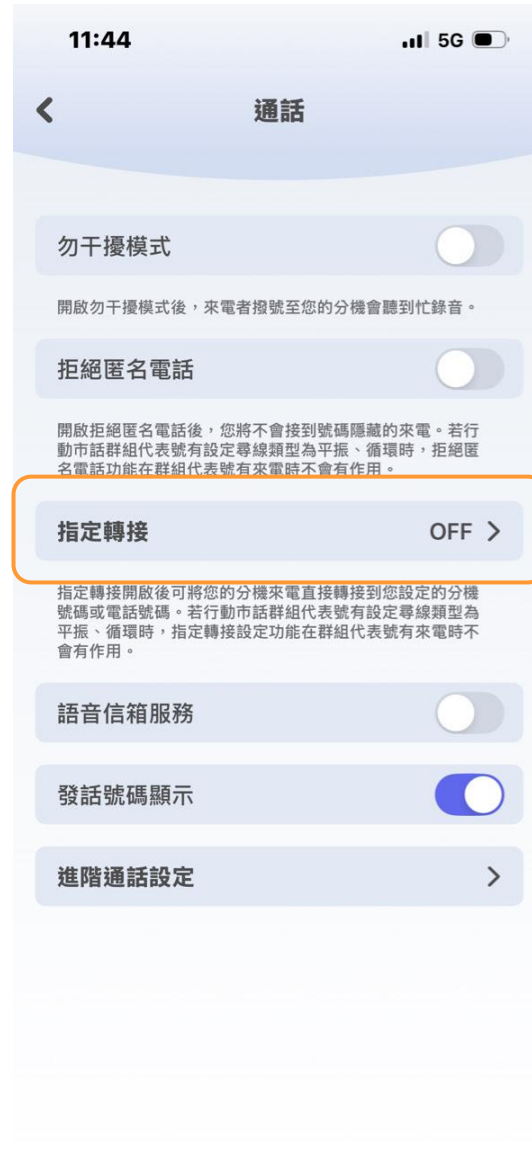 11:44 5G
通話
勿干擾模式
開啟勿干擾模式後，來電者撥號至您的分機會聽到忙錄音。
拒絕匿名電話
開啟拒絕匿名電話後，您將不會接到號碼隱藏的來電。若行
動市話群組代表號有設定尋線類型為平振、循環時，拒絕匿
名電話功能在群組代表號有來電時不會有作用。
指定轉接 OFF
指定轉接開啟後可將您的分機來電直接轉接到您設定的分機
號碼或電話號碼。若行動市話群組代表號有設定尋線類型為
平振、循環時，指定轉接設定功能在群組代表號有來電時不
會有作用。
語音信箱服務
發話號碼顯示
進階通話設定